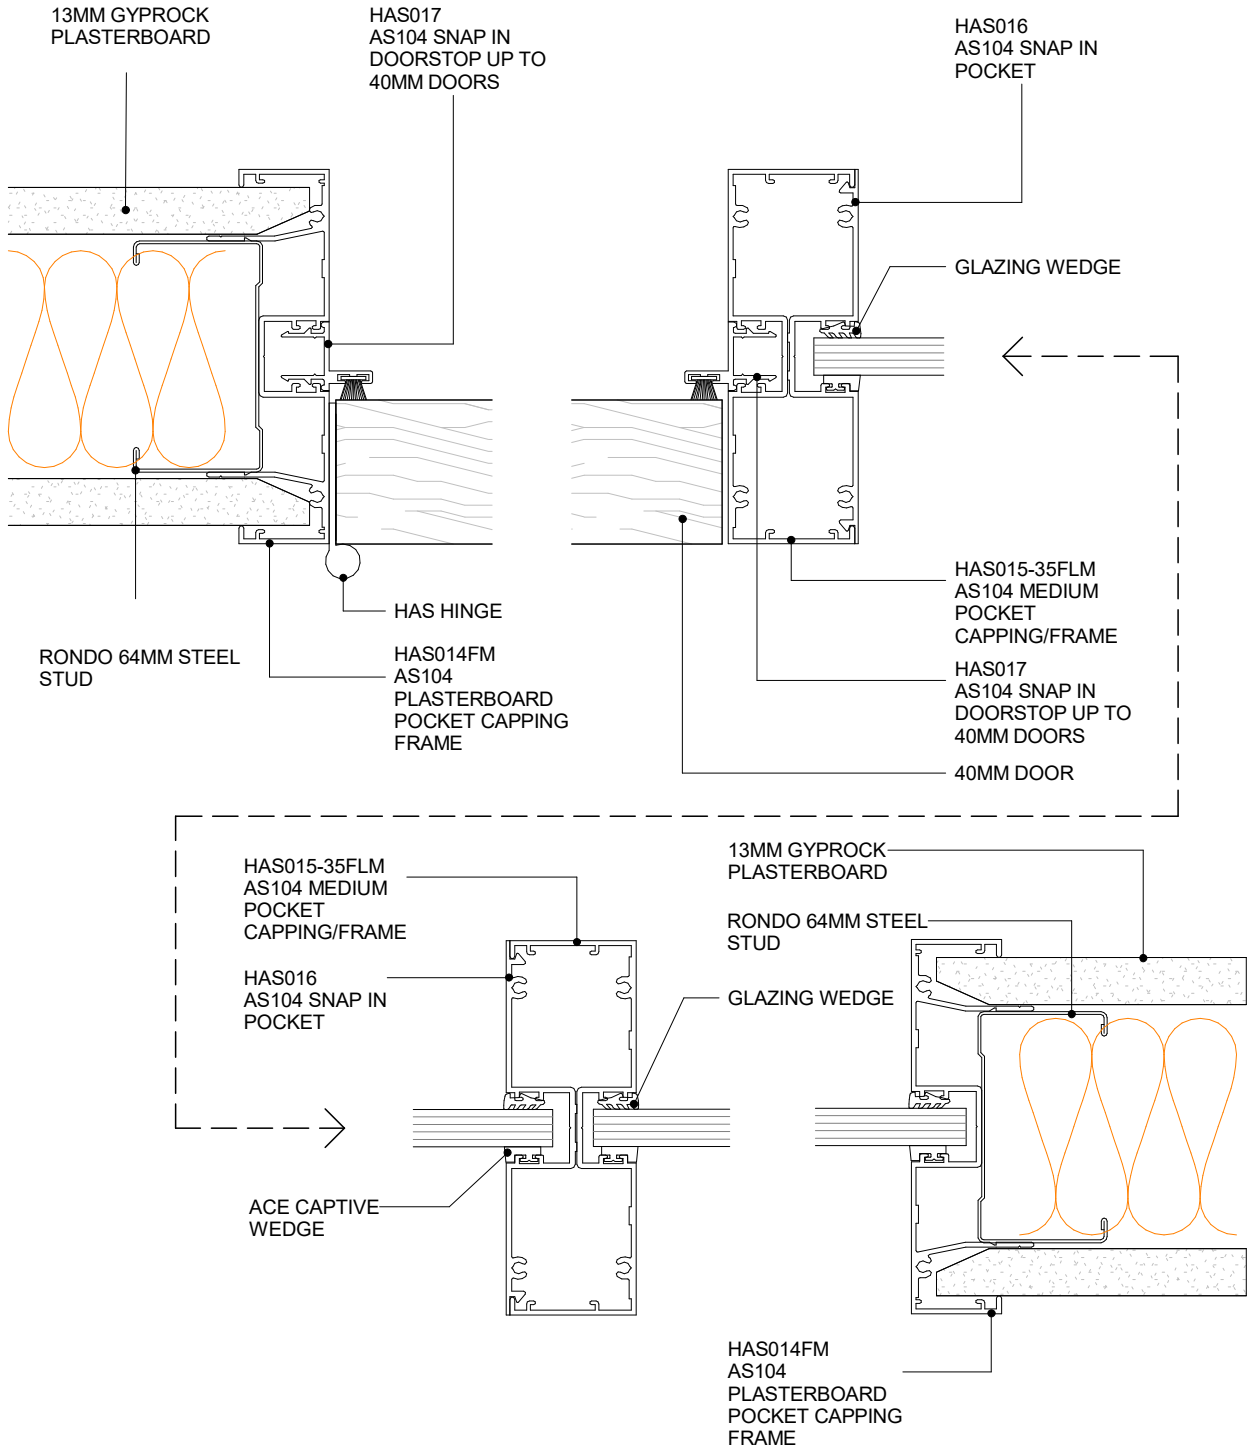 13MM GYPROCK
PLASTERBOARD
HAS017
AS104 SNAP IN
DOORSTOP UP TO
40MM DOORS
HAS016
AS104 SNAP IN
POCKET
GLAZING WEDGE
HAS HINGE
RONDO 64MM STEEL
STUD
HAS014FM
AS104
PLASTERBOARD
POCKET CAPPING
FRAME
HAS015-35FLM
AS104 MEDIUM
POCKET
CAPPING/FRAME
HAS017
AS104 SNAP IN
DOORSTOP UP TO
40MM DOORS
40MM DOOR
HAS015-35FLM
AS104 MEDIUM
POCKET
CAPPING/FRAME
HAS016
AS104 SNAP IN
POCKET
13MM GYPROCK
PLASTERBOARD
RONDO 64MM STEEL
STUD
GLAZING WEDGE
ACE CAPTIVE
WEDGE
HAS014FM
AS104
PLASTERBOARD
POCKET CAPPING
FRAME